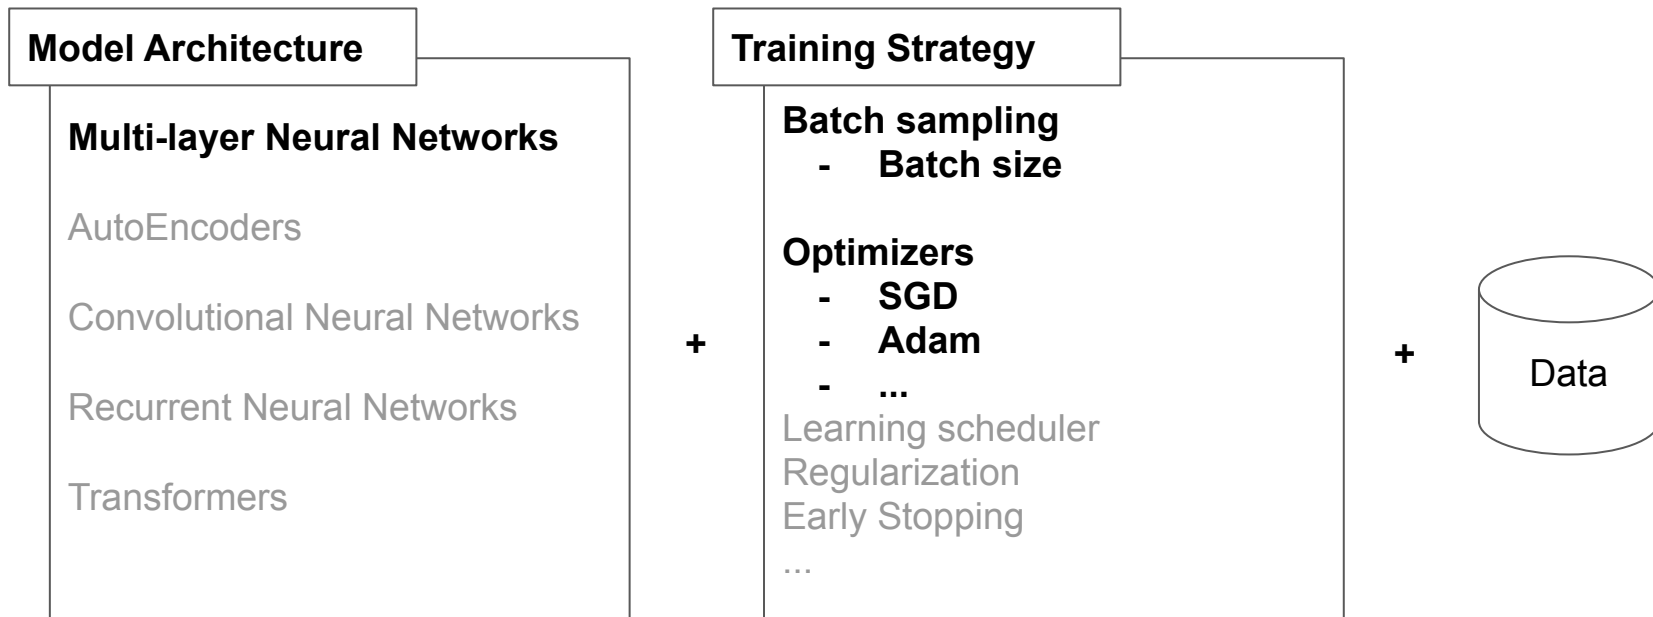 Model Architecture
Multi-layer Neural Networks
AutoEncoders
Convolutional Neural Networks
Recurrent Neural Networks
Transformers
+
Training Strategy
Batch sampling
- Batch size
Optimizers
- SGD
- Adam
- ...
Learning scheduler
Regularization
Early Stopping
...
+
Data